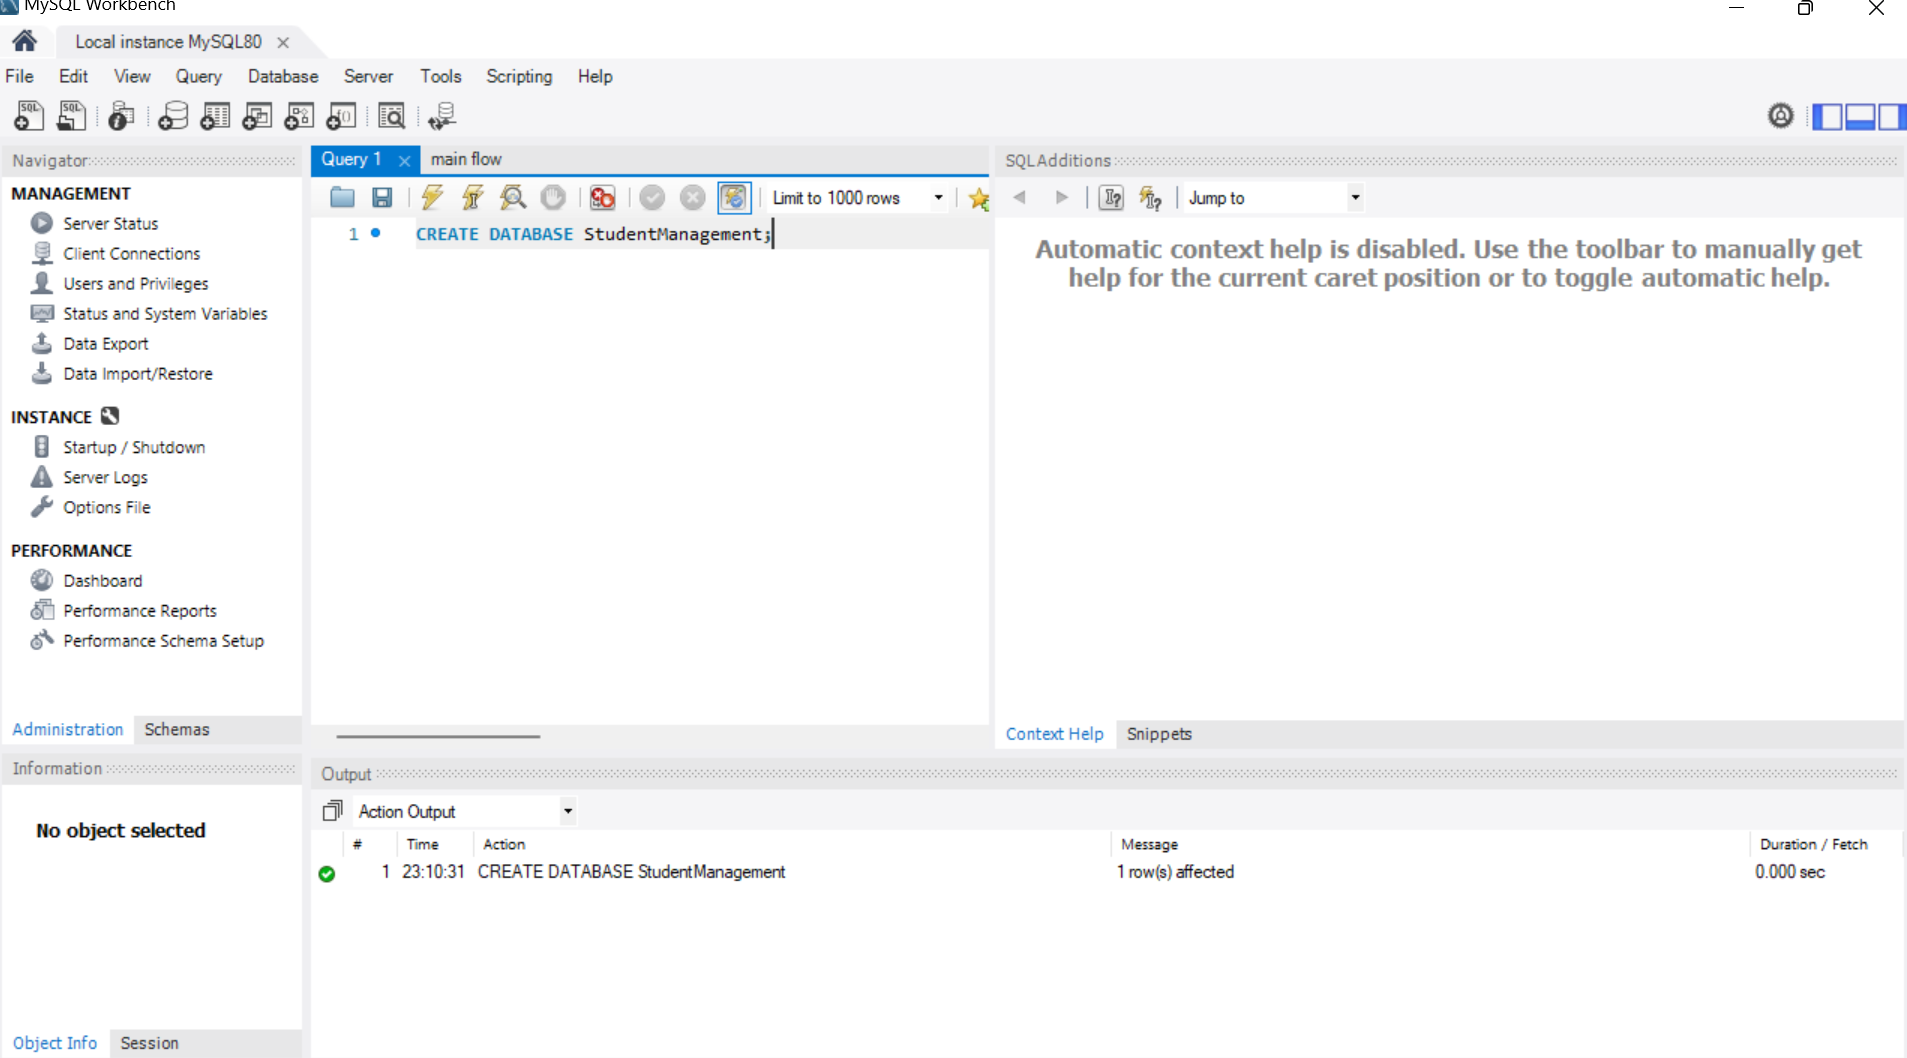 MySQL Workbench
Local instance MySQL80
File Edit View Query Database Server Tools Scripting Help
Navigator
MANAGEMENT
Server Status
Client Connections
Users and Privileges
Status and System Variables
Data Export
Data Import/Restore
INSTANCE
Startup / Shutdown
Server Logs
Options File
PERFORMANCE
Dashboard
Performance Reports
Performance Schema Setup
Administration Schemas
Information
No object selected
Object Info Session
Query 1 main flow
Limit to 1000 rows
1 CREATE DATABASE StudentManagement;
SQLAdditions
Jump to
Automatic context help is disabled. Use the toolbar to manually get
help for the current caret position or to toggle automatic help.
Context Help Snippets
Output
Action Output
# Time Action Message Duration / Fetch
1 23:10:31 CREATE DATABASE StudentManagement 1 row(s) affected 0.000 sec